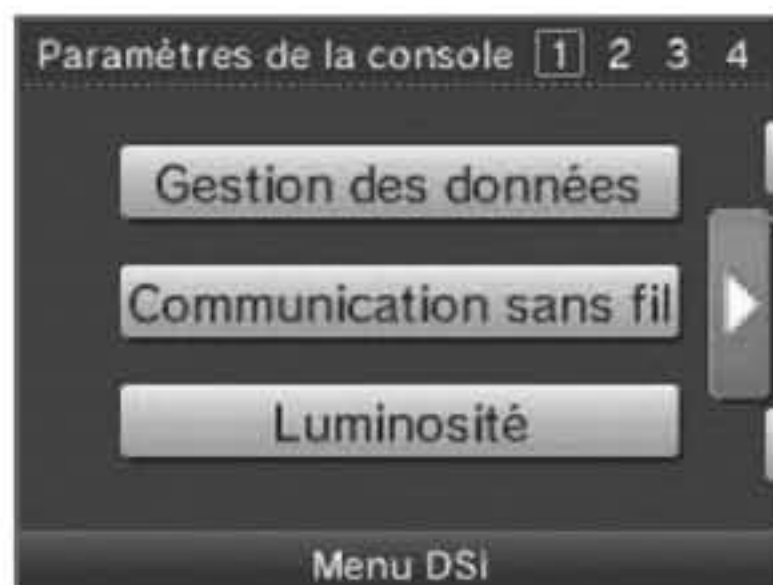 Paramètres de la console 1 2 3 4
Gestion des données
Communication sans fil
Luminosité
Menu DSi